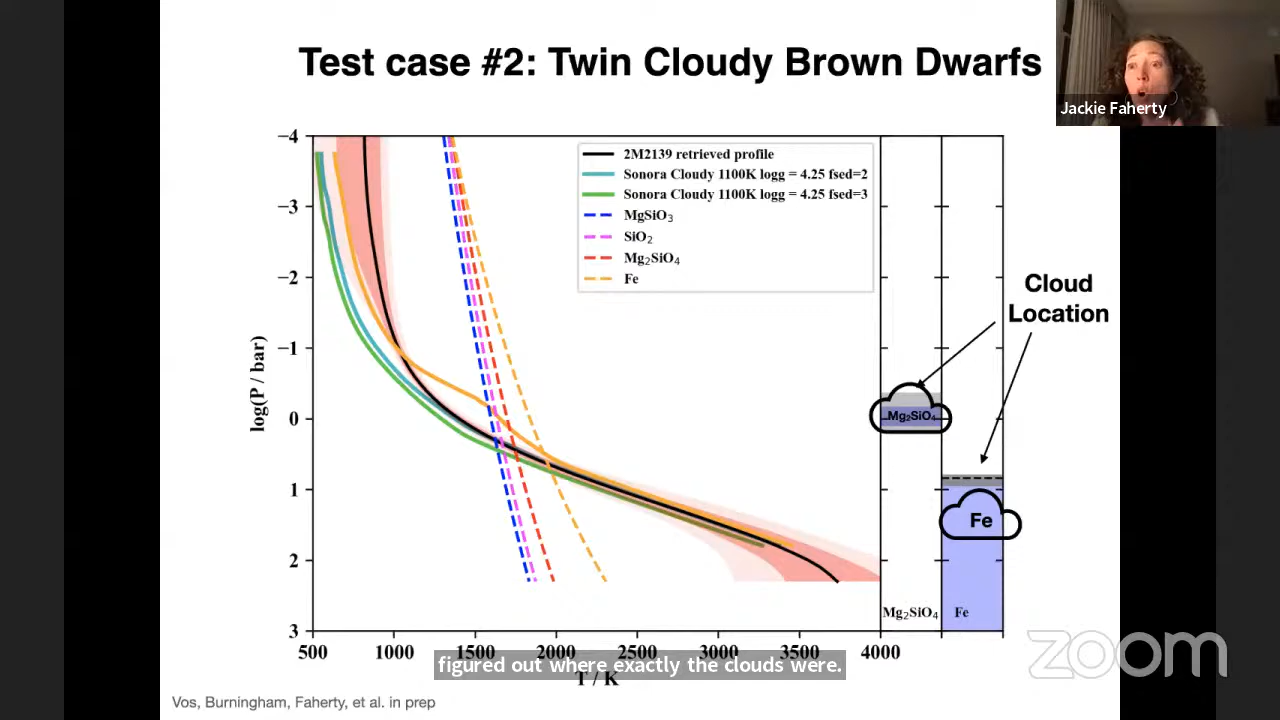 Test case #2: Twin Cloudy Brown Dwarfs
Jackie Faherty
−4
−3
−2
−1
0
1
2
3
log(P / bar)
2M2139 retrieved profile
Sonora Cloudy 1100K logg = 4.25 fsed=2
Sonora Cloudy 1100K logg = 4.25 fsed=3
MgSiO₃
SiO₂
Mg₂SiO₄
Fe
Cloud
Location
Mg₂SiO₄
Fe
Mg₂SiO₄ Fe
500 1000 1500 2000 2500 3000 3500 4000
figured out where exactly the clouds were.
T / K
zoom
Vos, Burningham, Faherty, et al. in prep